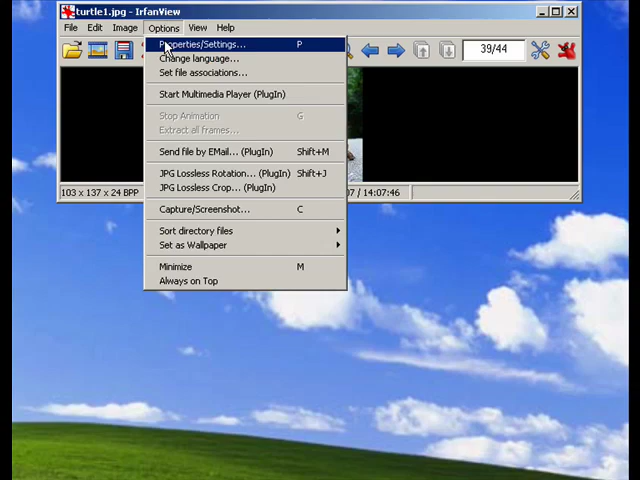 turtle1.jpg - IrfanView
File Edit Image Options View Help
39/44
Properties/Settings... P
Change language...
Set file associations...
Start Multimedia Player (PlugIn)
Stop Animation G
Extract all frames...
Send file by EMail... (PlugIn) Shift+M
JPG Lossless Rotation... (PlugIn) Shift+J
JPG Lossless Crop... (PlugIn)
103 x 137 x 24 BPP 07 / 14:07:46
Capture/Screenshot... C
Sort directory files
Set as Wallpaper
Minimize M
Always on Top